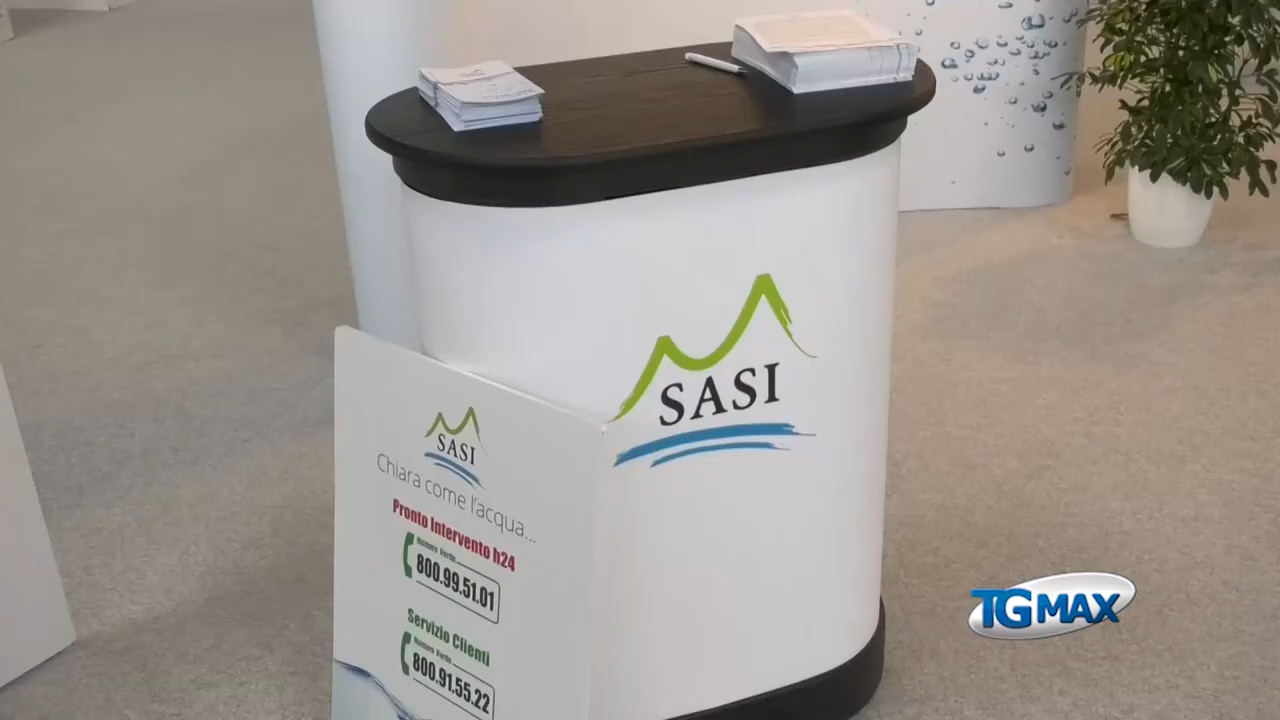 SASI
SASI
Chiara come l'acqua...
Pronto Intervento h24
Numero Verde
800.99.51.01
Servizio Clienti
Numero Verde
800.91.55.22
TGMAX